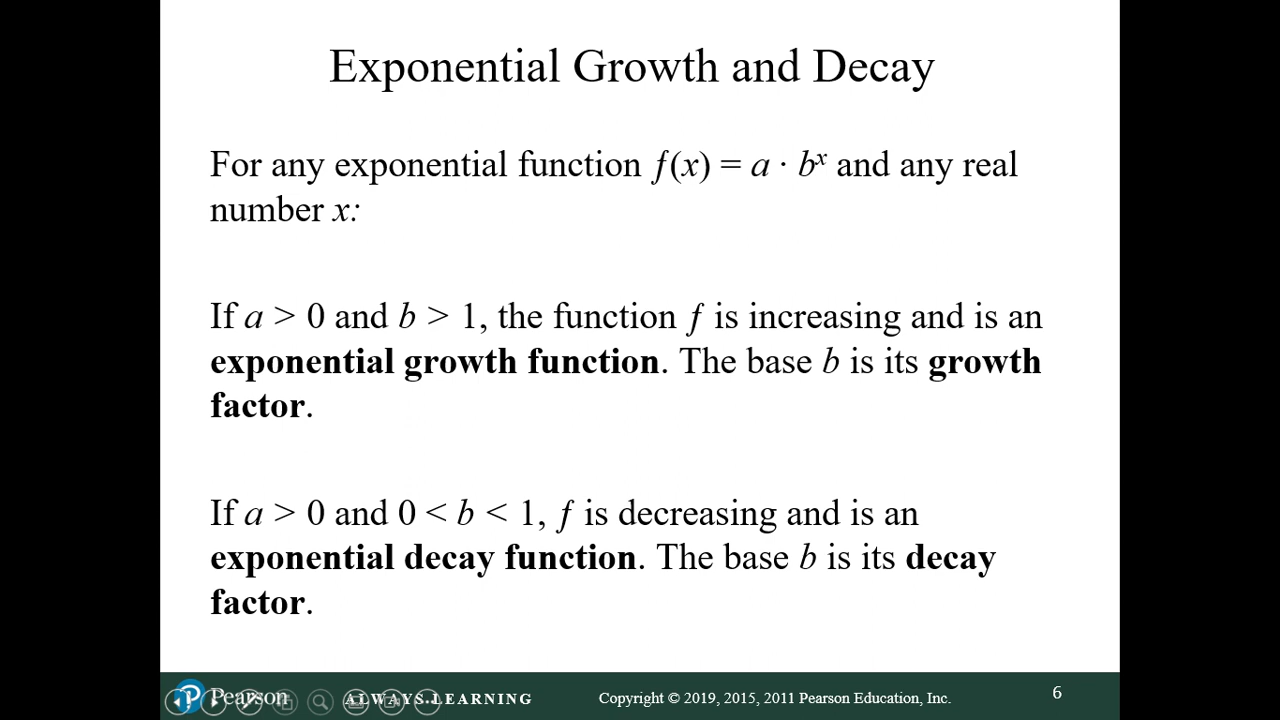 Exponential Growth and Decay
For any exponential function f(x) = a · bˣ and any real
number x:
If a > 0 and b > 1, the function f is increasing and is an
exponential growth function. The base b is its growth
factor.
If a > 0 and 0 < b < 1, f is decreasing and is an
exponential decay function. The base b is its decay
factor.
Pearson
ALWAYS LEARNING
Copyright © 2019, 2015, 2011 Pearson Education, Inc.
6